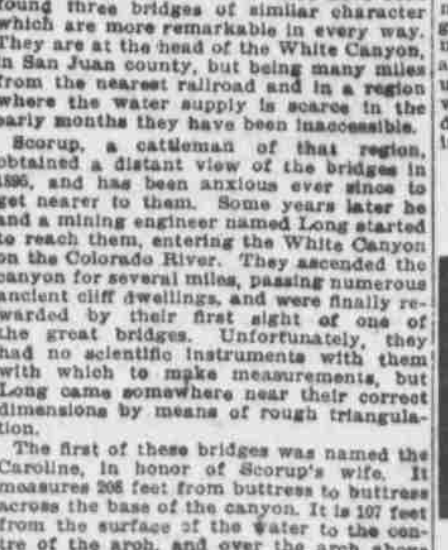 found three bridges of similar character
which are more remarkable in every way.
They are at the head of the White Canyon,
in San Juan county, but being many miles
from the nearest railroad and in a region
where the water supply is scarce in the
early months they have been inaccessible.
Scorup, a cattleman of that region,
obtained a distant view of the bridges in
1895, and has been anxious ever since to
get nearer to them. Some years later he
and a mining engineer named Long started
to reach them, entering the White Canyon
on the Colorado River. They ascended the
canyon for several miles, passing numerous
ancient cliff dwellings, and were finally re-
warded by their first sight of one of
the great bridges. Unfortunately, they
had no scientific instruments with them
with which to make measurements, but
Long came somewhere near their correct
dimensions by means of rough triangula-
tion.
The first of these bridges was named the
Caroline, in honor of Scorup's wife. It
measures 208 feet from buttress to buttress
across the base of the canyon. It is 107 feet
from the surface of the water to the cen-
tre of the arch, and over the arch